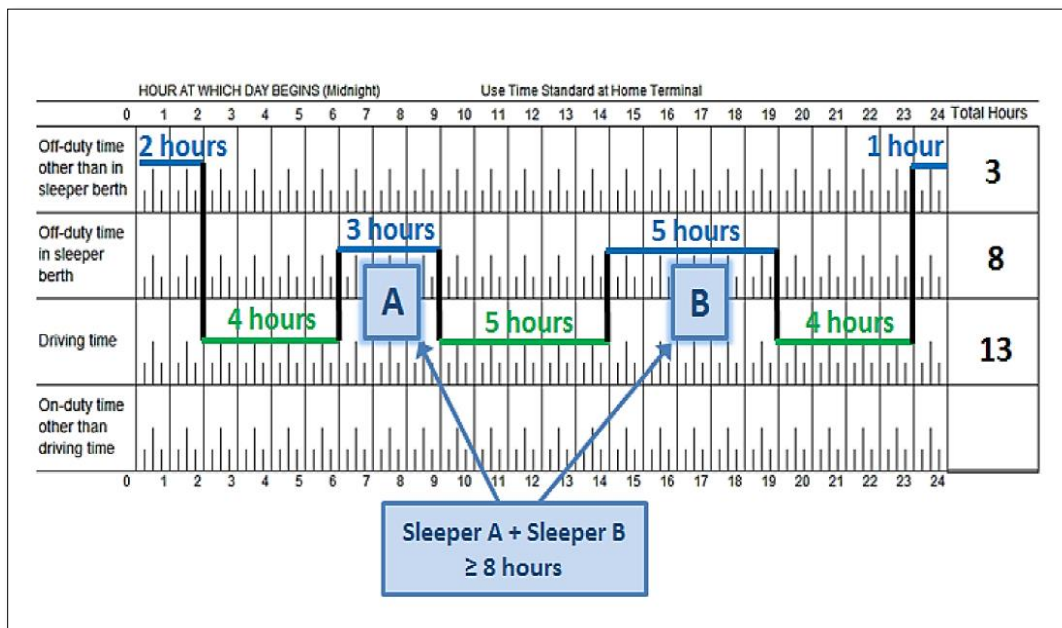 HOUR AT WHICH DAY BEGINS (Midnight) Use Time Standard at Home Terminal
0 1 2 3 4 5 6 7 8 9 10 11 12 13 14 15 16 17 18 19 20 21 22 23 24 Total Hours
Off-duty time
other than in
sleeper berth
2 hours
1 hour
3
Off-duty time
in sleeper
berth
3 hours
5 hours
8
A
B
Driving time
4 hours
5 hours
4 hours
13
On-duty time
other than
driving time
0 1 2 3 4 5 6 7 8 9 10 11 12 13 14 15 16 17 18 19 20 21 22 23 24
Sleeper A + Sleeper B
≥ 8 hours